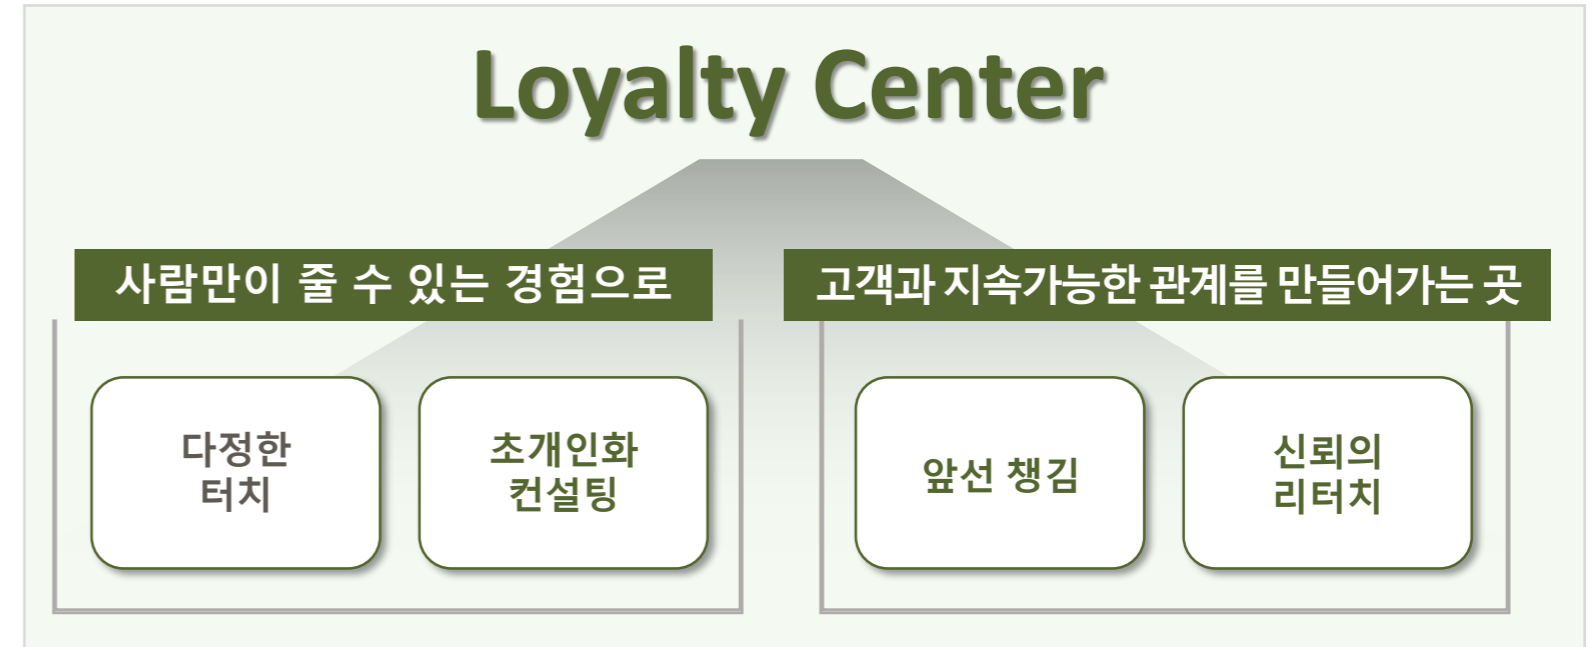 Loyalty Center
사람만이 줄 수 있는 경험으로
고객과 지속가능한 관계를 만들어가는 곳
다정한
터치
초개인화
컨설팅
앞선 챙김
신뢰의
리터치